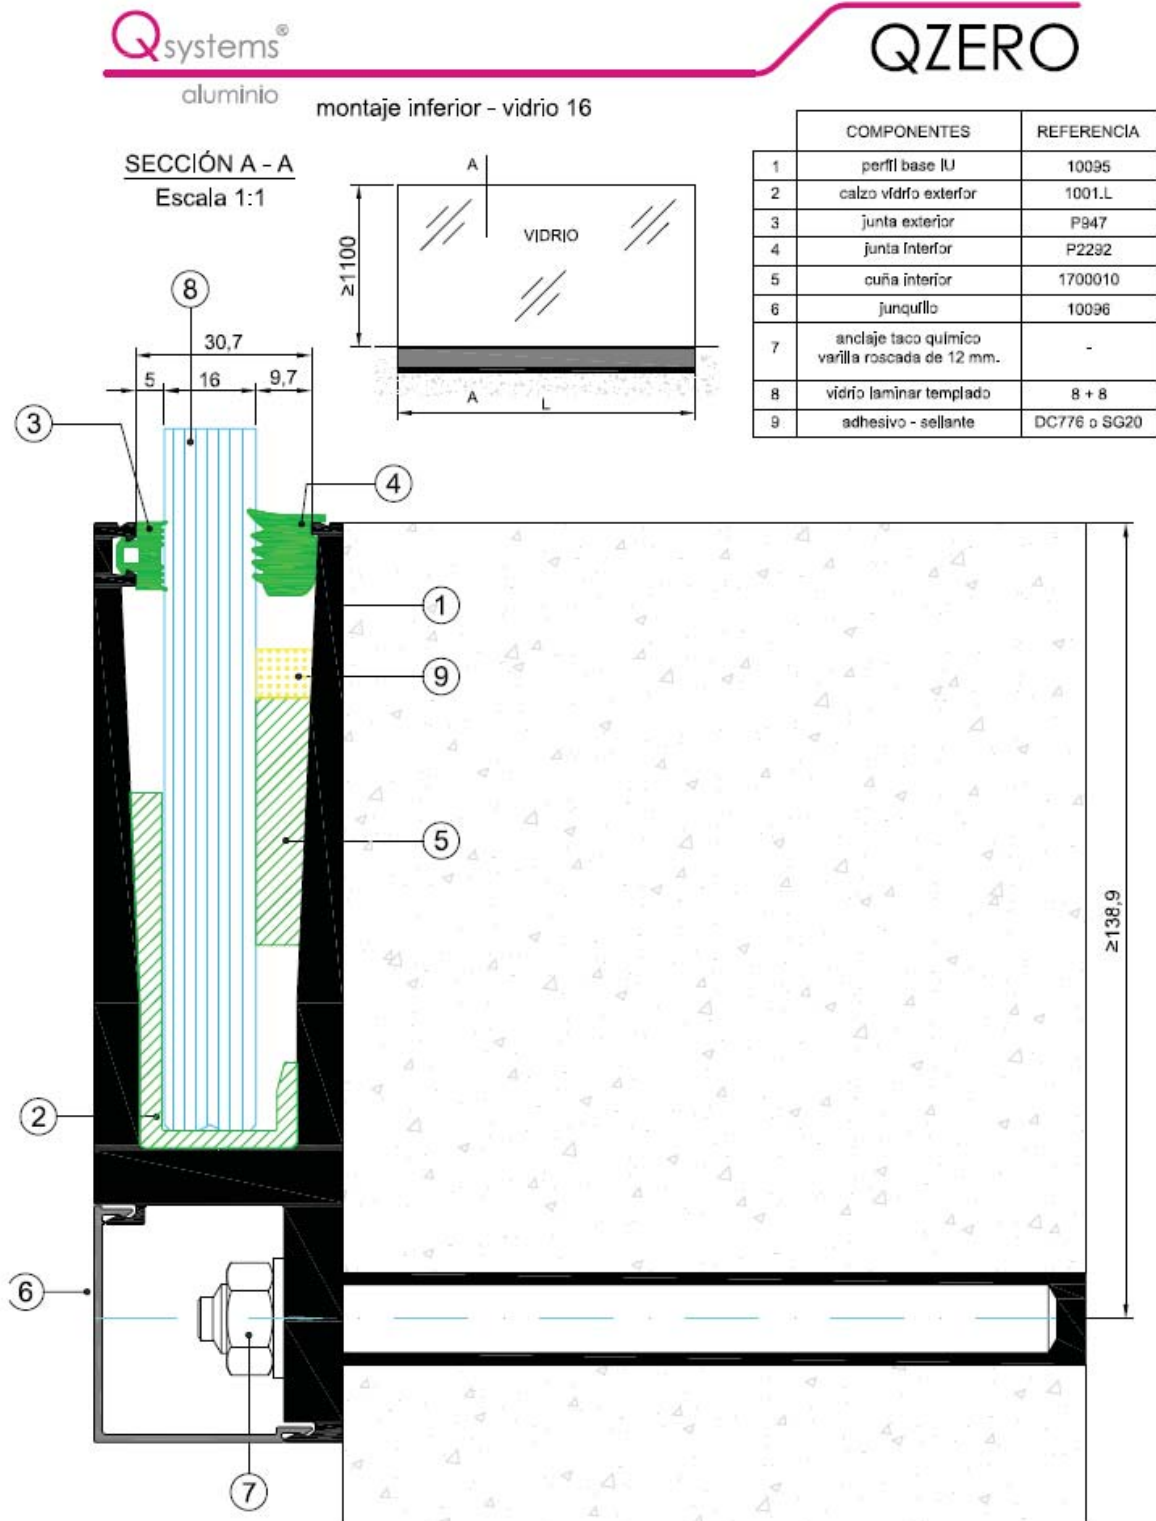 Qsystems®
aluminio
QZERO
montaje inferior - vidrio 16
SECCIÓN A - A
Escala 1:1
A
VIDRIO
≥1100
A
L
COMPONENTES REFERENCIA
1 perfil base IU 10095
2 calzo vidrio exterior 1001.L
3 junta exterior P947
4 junta interior P2292
5 cuña interior 1700010
6 junquillo 10096
7 anclaje taco químico
varilla roscada de 12 mm. -
8 vidrio laminar templado 8 + 8
9 adhesivo - sellante DC776 o SG20
8
30,7
5 16 9,7
3
4
1
9
5
≥138,9
2
6
7